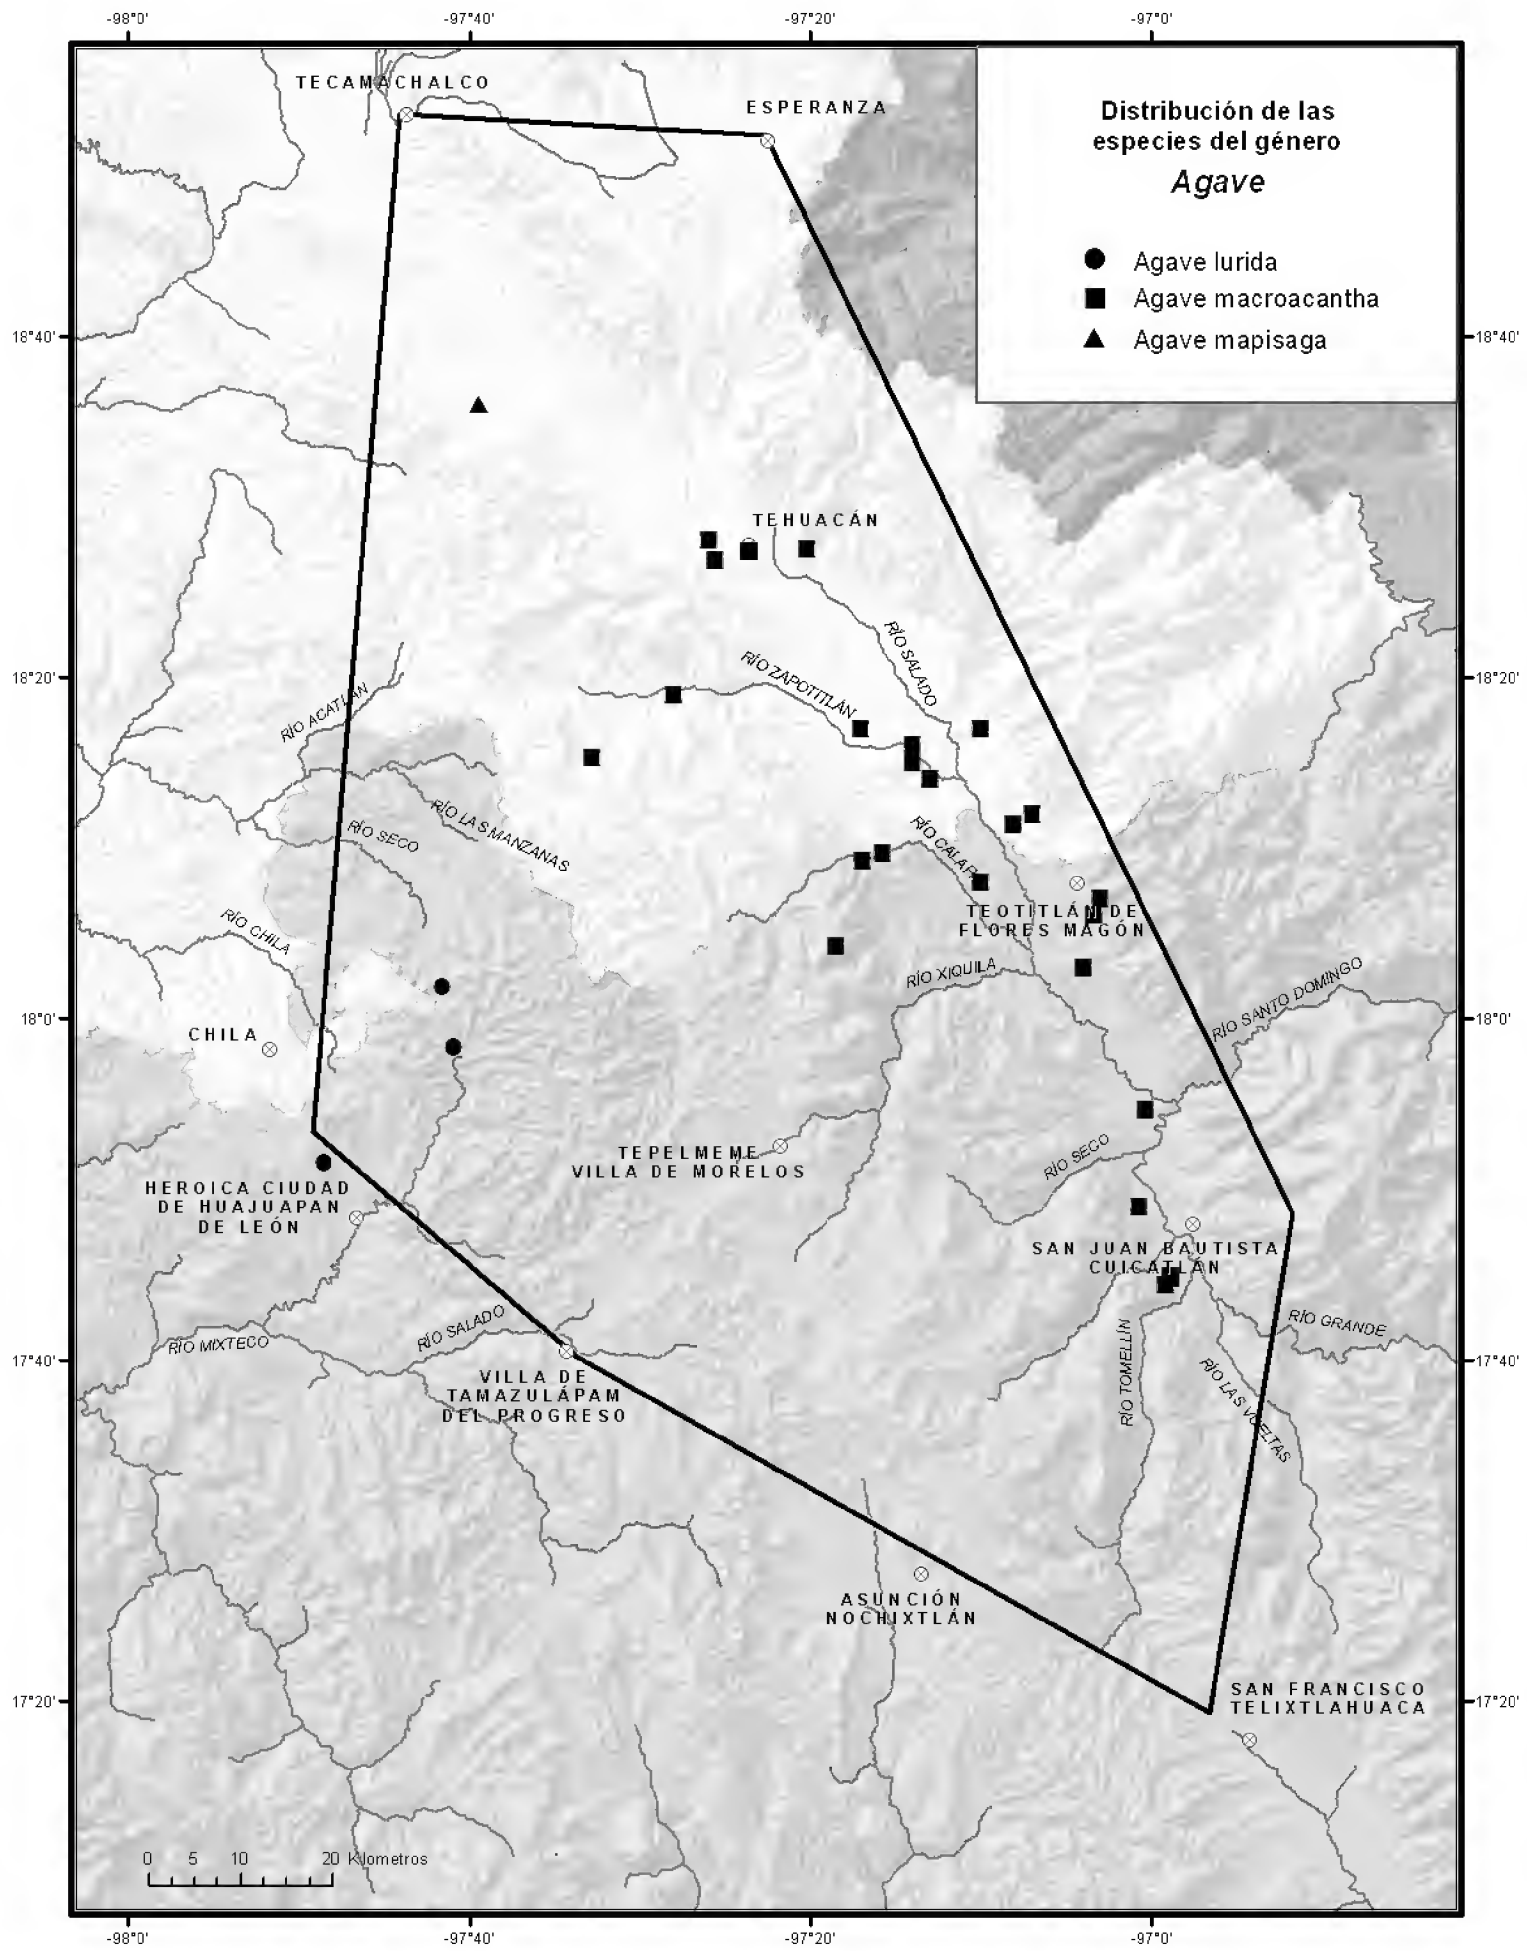 -98°0' -97°40' -97°20' -97°0'
TECAMACHALCO
ESPERANZA
Distribución de las
especies del género
Agave
Agave lurida
Agave macroacantha
Agave mapisaga
18°40' 18°40'
TEHUACÁN
RÍO SALADO
RÍO ZAPOTITLÁN
18°20' 18°20'
RÍO ACATLÁN
RÍO LAS MANZANAS
RÍO SECO
RÍO CALAPA
TEOTITLÁN DE
FLORES MAGÓN
RÍO CHILA
RÍO XIQUILA
RÍO SANTO DOMINGO
18°0' 18°0'
CHILA
TEPELMEME
VILLA DE MORELOS
RÍO SECO
HEROICA CIUDAD
DE HUAJUAPAN
DE LEÓN
SAN JUAN BAUTISTA
CUICATLÁN
RÍO GRANDE
RÍO SALADO
RÍO MIXTECO
17°40' 17°40'
RÍO TOMELLÍN
RÍO LAS VUELTAS
VILLA DE
TAMAZULÁPAM
DEL PROGRESO
ASUNCIÓN
NOCHIXTLÁN
17°20' 17°20'
SAN FRANCISCO
TELIXTLAHUACA
0 5 10 20 Kilometros
-98°0' -97°40' -97°20' -97°0'